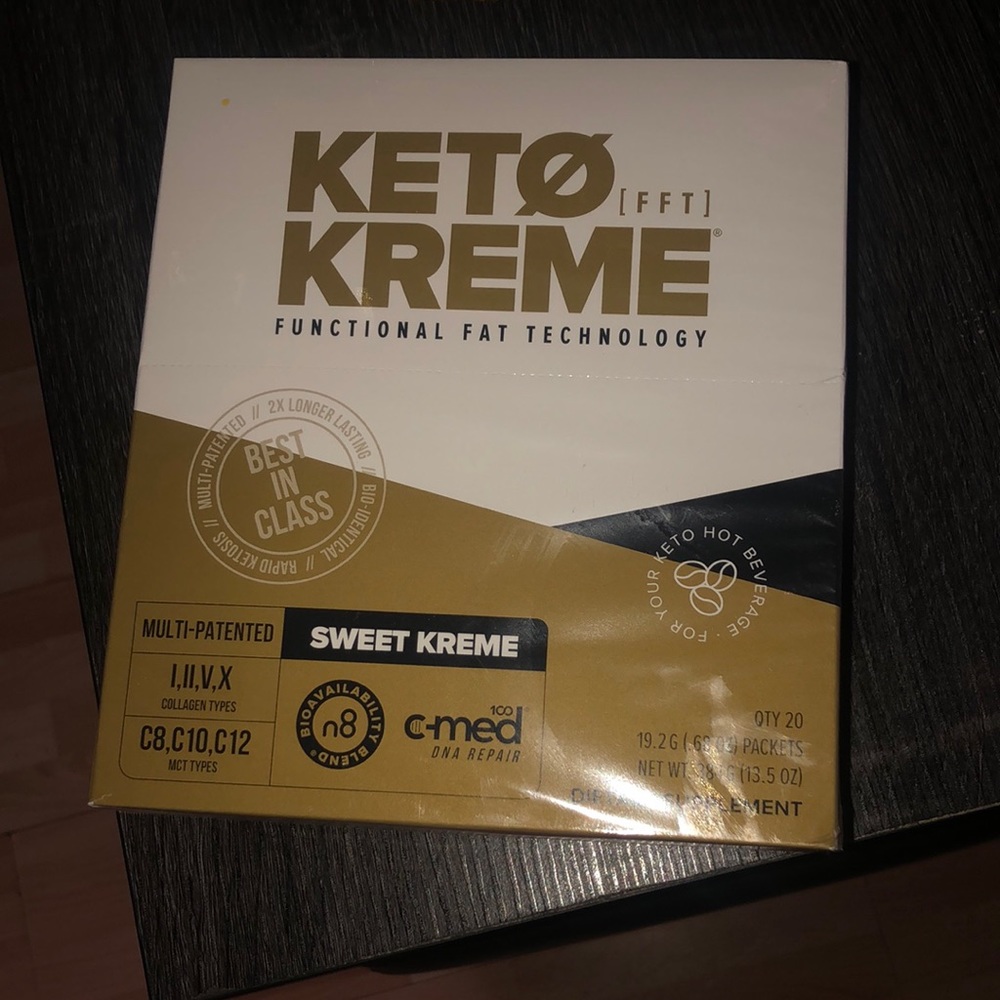 KETØ
[FFT]
KREME®
FUNCTIONAL FAT TECHNOLOGY
MULTI-PATENTED // 2X LONGER LASTING // BIO-IDENTICAL // RAPID KETOSIS //
BEST
IN
CLASS
FOR YOUR KETO HOT BEVERAGE ·
MULTI-PATENTED
SWEET KREME
I,II,V,X
COLLAGEN TYPES
C8,C10,C12
MCT TYPES
BIOAVAILABILITY BLEND®
n8
c-med
100
DNA REPAIR
QTY 20
19.2G PACKETS
NET WT. (13.5 OZ)
SUPPLEMENT